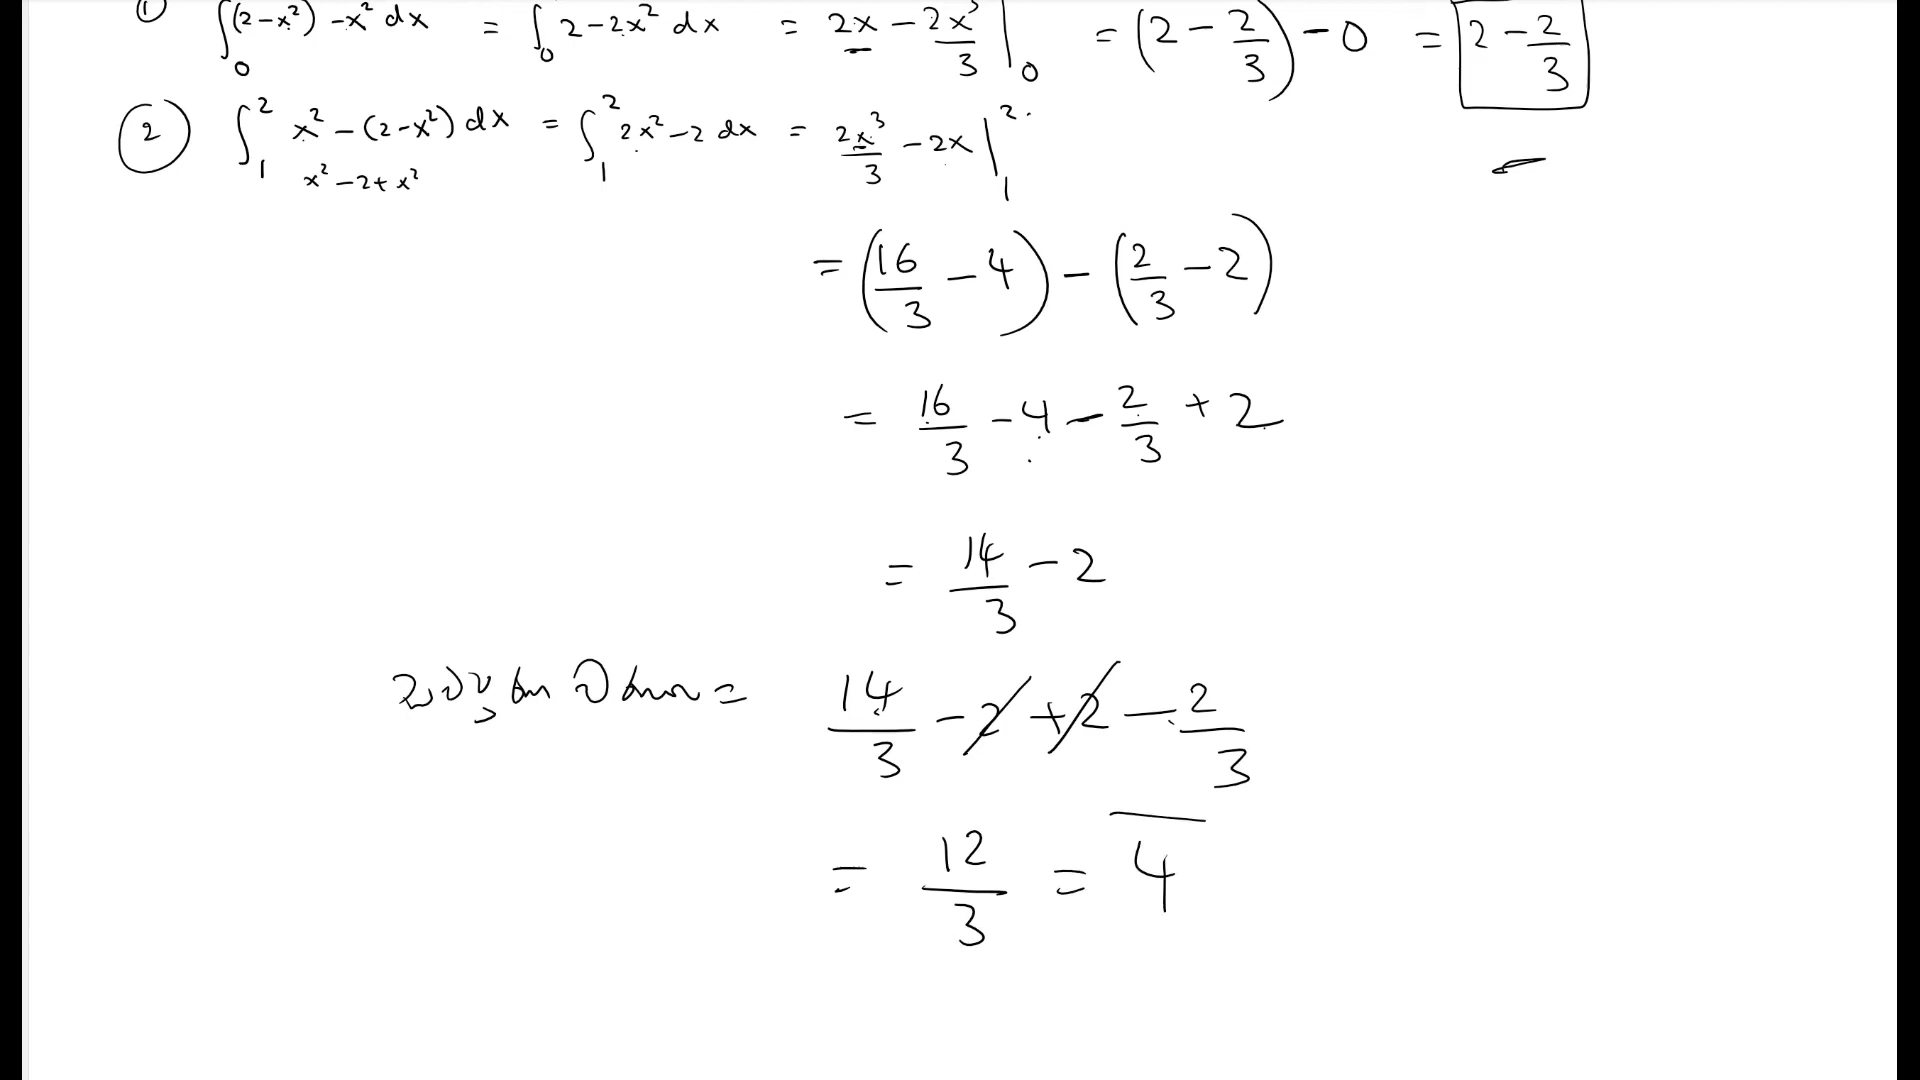 ① ∫₀ (2-x²) -x² dx = ∫₀ 2-2x² dx = 2x - 2x³/3 |₀ = (2 - 2/3) - 0 = 2 - 2/3
② ∫₁² x² - (2-x²) dx = ∫₁² 2x² - 2 dx = 2x³/3 - 2x |₁²
x² - 2 + x²
= (16/3 - 4) - (2/3 - 2)
= 16/3 - 4 - 2/3 + 2
= 14/3 - 2
= 14/3 - 2 + 2 - 2/3
= 12/3 = 4